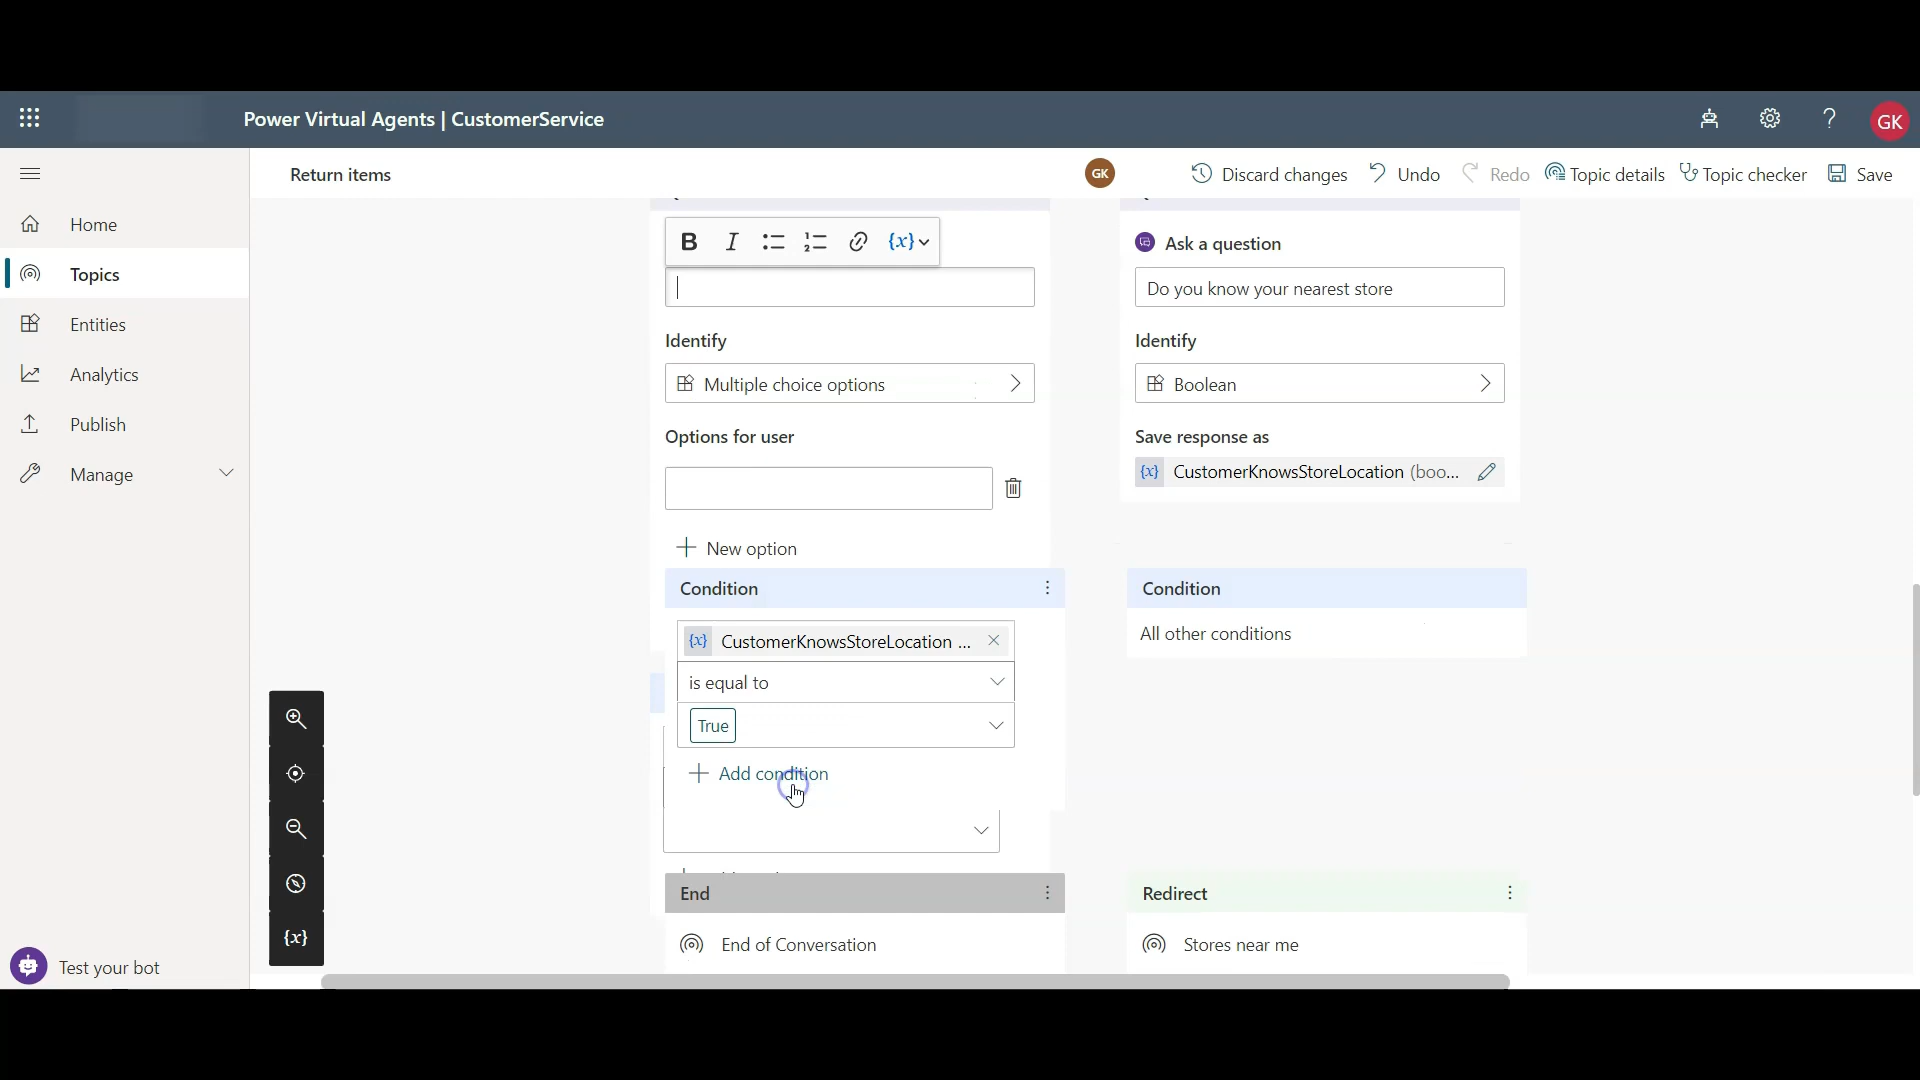 Power Virtual Agents | CustomerService
GK
Return items
GK
Discard changes
Undo
Redo
Topic details
Topic checker
Save
Home
Topics
Entities
Analytics
Publish
Manage
Test your bot
B I {x}
Identify
Multiple choice options
Options for user
New option
Ask a question
Do you know your nearest store
Identify
Boolean
Save response as
{x} CustomerKnowsStoreLocation (boo...
Condition
{x} CustomerKnowsStoreLocation ...
is equal to
True
Add condition
Condition
All other conditions
End
End of Conversation
Redirect
Stores near me
{x}